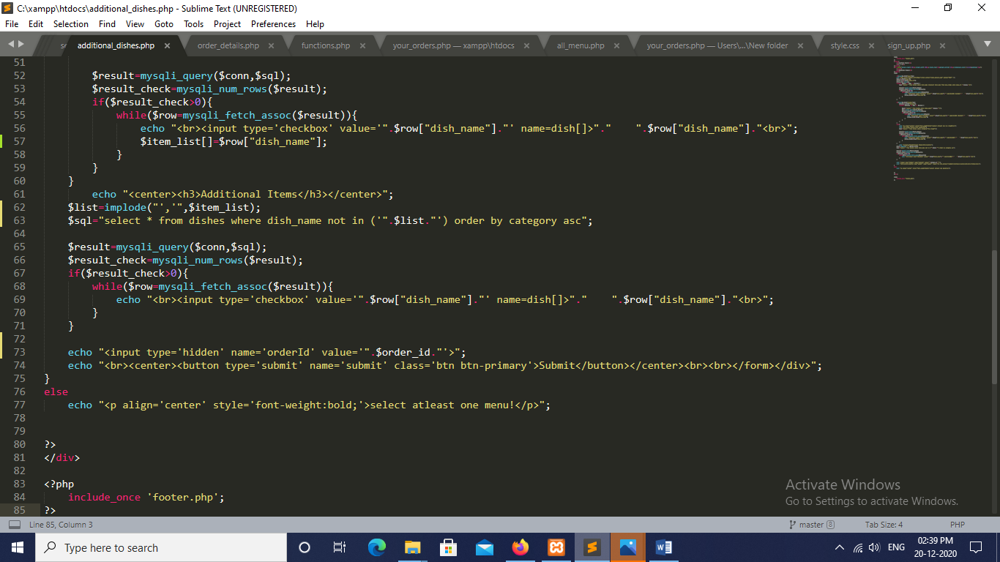 C:\xampp\htdocs\additional_dishes.php - Sublime Text (UNREGISTERED)
File Edit Selection Find View Goto Tools Project Preferences Help
additional_dishes.php × order_details.php × functions.php × your_orders.php — xampp\htdocs × all_menu.php × your_orders.php — Users\...\New folder × style.css × sign_up.php ×
51
52 $result=mysqli_query($conn,$sql);
53 $result_check=mysqli_num_rows($result);
54 if($result_check>0){
55 while($row=mysqli_fetch_assoc($result)){
56 echo "<br><input type='checkbox' value='".$row["dish_name"]."' name=dish[]>"."    ".$row["dish_name"]."<br>";
57 $item_list[]=$row["dish_name"];
58 }
59 }
60 }
61 echo "<center><h3>Additional Items</h3></center>";
62 $list=implode("','",$item_list);
63 $sql="select * from dishes where dish_name not in ('".$list."') order by category asc";
64
65 $result=mysqli_query($conn,$sql);
66 $result_check=mysqli_num_rows($result);
67 if($result_check>0){
68 while($row=mysqli_fetch_assoc($result)){
69 echo "<br><input type='checkbox' value='".$row["dish_name"]."' name=dish[]>"."    ".$row["dish_name"]."<br>";
70 }
71 }
72
73 echo "<input type='hidden' name='orderId' value='".$order_id."'>";
74 echo "<br><center><button type='submit' name='submit' class='btn btn-primary'>Submit</button></center><br><br></form></div>";
75 }
76 else
77 echo "<p align='center' style='font-weight:bold;'>select atleast one menu!</p>";
78
79
80 ?>
81 </div>
82
83 <?php
84 include_once 'footer.php';
85 ?>
Activate Windows
Go to Settings to activate Windows.
Line 85, Column 3 master 8 Tab Size: 4 PHP
Type here to search ENG 02:39 PM
20-12-2020